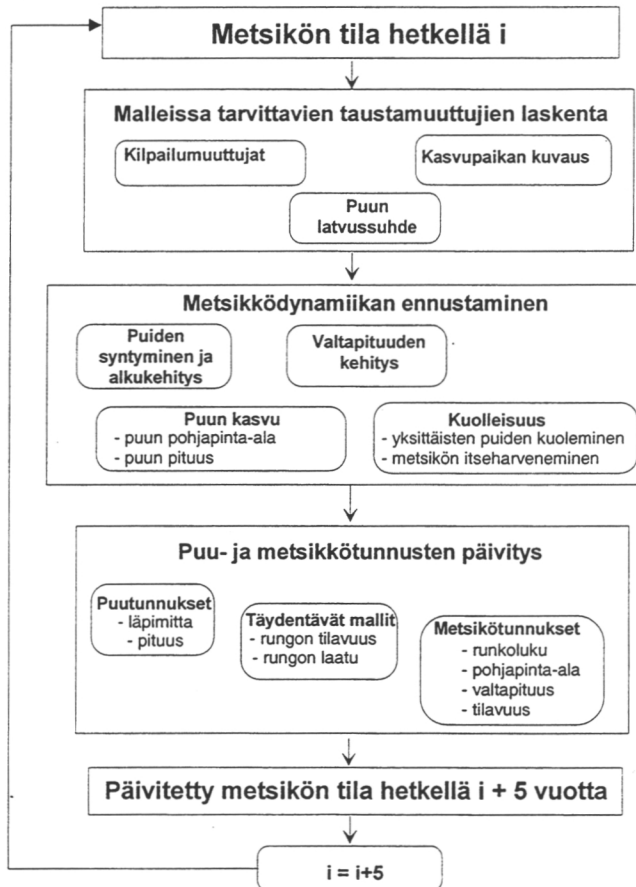 Metsikön tila hetkellä i
Malleissa tarvittavien taustamuuttujien laskenta
Kilpailumuuttujat
Kasvupaikan kuvaus
Puun
latvussuhde
Metsikködynamiikan ennustaminen
Puiden
syntyminen ja
alkukehitys
Valtapituuden
kehitys
Puun kasvu
- puun pohjapinta-ala
- puun pituus
Kuolleisuus
- yksittäisten puiden kuoleminen
- metsikön itseharveneminen
Puu- ja metsikkötunnusten päivitys
Puutunnukset
- läpimitta
- pituus
Täydentävät mallit
- rungon tilavuus
- rungon laatu
Metsikötunnukset
- runkoluku
- pohjapinta-ala
- valtapituus
- tilavuus
Päivitetty metsikön tila hetkellä i + 5 vuotta
i = i+5